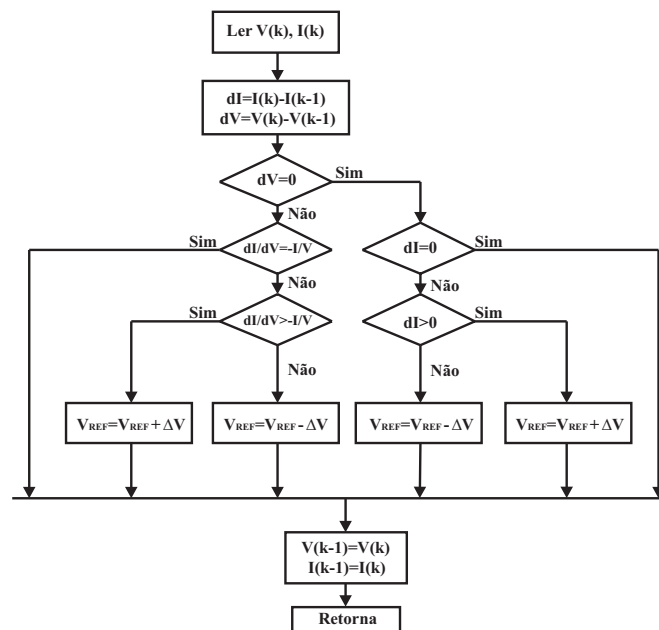 Ler V(k), I(k)
dI=I(k)-I(k-1)
dV=V(k)-V(k-1)
dV=0
Sim
Não
Sim
dI/dV=-I/V
dI=0
Sim
Não
Não
Sim
dI/dV>-I/V
dI>0
Sim
Não
Não
VREF=VREF+ΔV
VREF=VREF-ΔV
VREF=VREF-ΔV
VREF=VREF+ΔV
V(k-1)=V(k)
I(k-1)=I(k)
Retorna